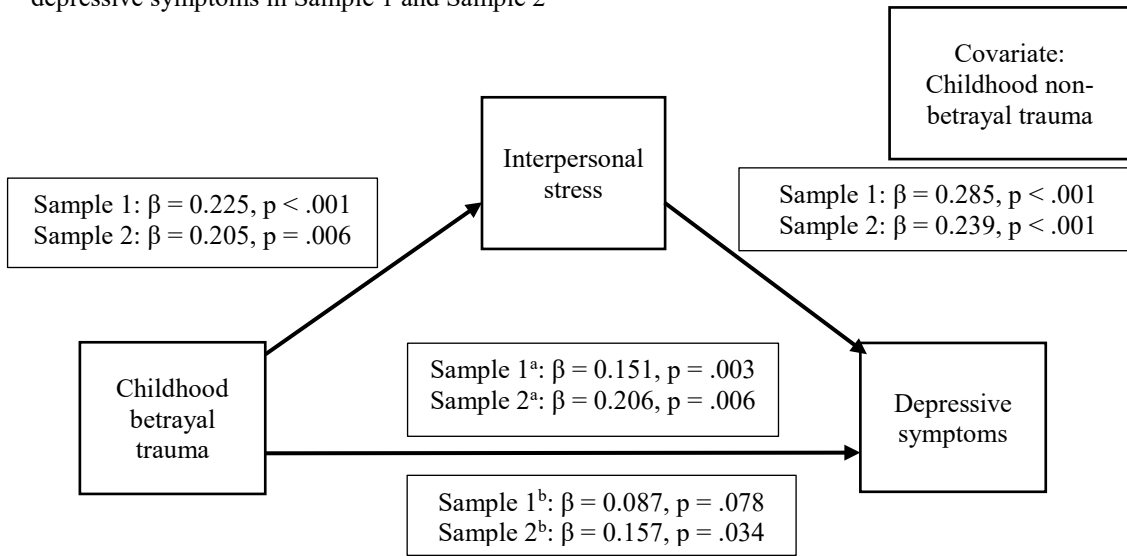 depressive symptoms in Sample 1 and Sample 2
Covariate:
Childhood non-
betrayal trauma
Interpersonal
stress
Sample 1: β = 0.225, p < .001
Sample 2: β = 0.205, p = .006
Sample 1: β = 0.285, p < .001
Sample 2: β = 0.239, p < .001
Childhood
betrayal
trauma
Sample 1ᵃ: β = 0.151, p = .003
Sample 2ᵃ: β = 0.206, p = .006
Depressive
symptoms
Sample 1ᵇ: β = 0.087, p = .078
Sample 2ᵇ: β = 0.157, p = .034